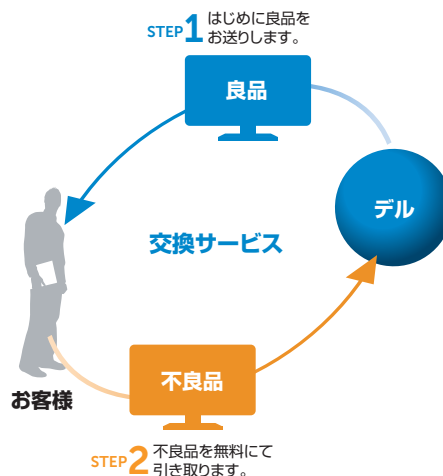 STEP1 はじめに良品を
お送りします。
良品
デル
交換サービス
不良品
お客様
STEP2 不良品を無料にて
引き取ります。